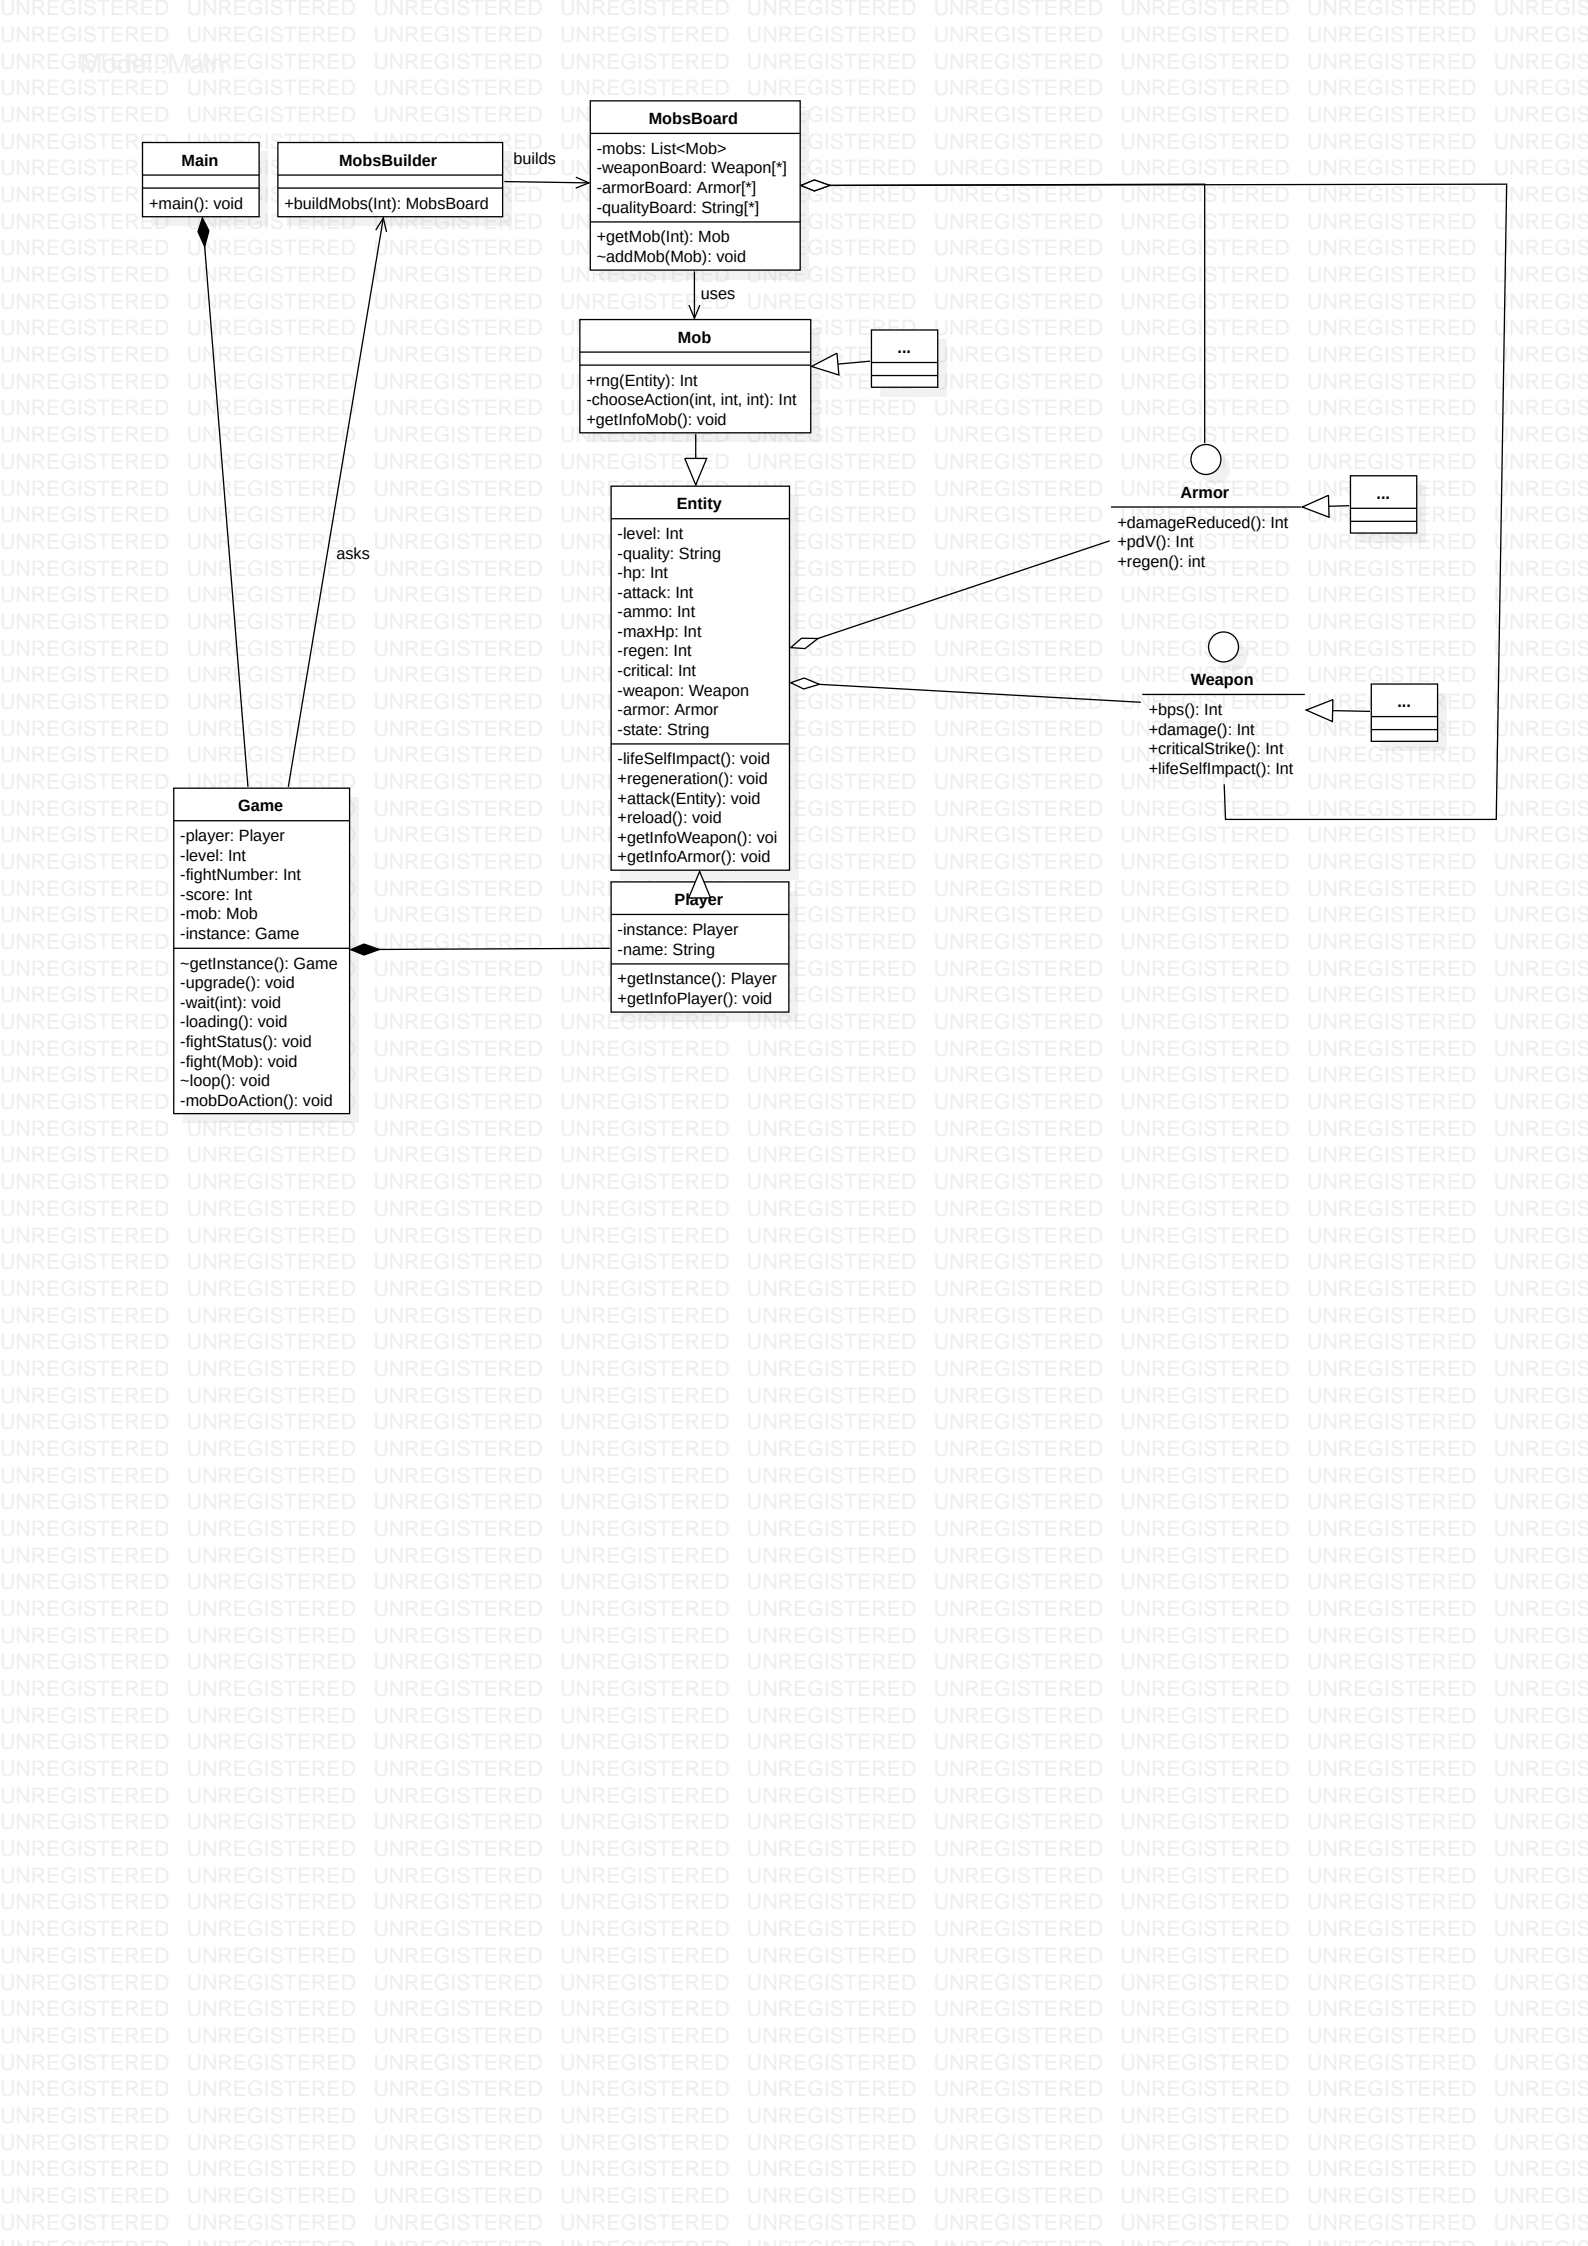 Model::Main
Main
+main(): void
MobsBuilder
+buildMobs(Int): MobsBoard
builds
MobsBoard
-mobs: List<Mob>
-weaponBoard: Weapon[*]
-armorBoard: Armor[*]
-qualityBoard: String[*]
+getMob(Int): Mob
~addMob(Mob): void
uses
Mob
+rng(Entity): Int
-chooseAction(int, int, int): Int
+getInfoMob(): void
...
Entity
-level: Int
-quality: String
-hp: Int
-attack: Int
-ammo: Int
-maxHp: Int
-regen: Int
-critical: Int
-weapon: Weapon
-armor: Armor
-state: String
-lifeSelfImpact(): void
+regeneration(): void
+attack(Entity): void
+reload(): void
+getInfoWeapon(): voi
+getInfoArmor(): void
Armor
+damageReduced(): Int
+pdV(): Int
+regen(): int
...
asks
Weapon
+bps(): Int
+damage(): Int
+criticalStrike(): Int
+lifeSelfImpact(): Int
...
Game
-player: Player
-level: Int
-fightNumber: Int
-score: Int
-mob: Mob
-instance: Game
~getInstance(): Game
-upgrade(): void
-wait(int): void
-loading(): void
-fightStatus(): void
-fight(Mob): void
~loop(): void
-mobDoAction(): void
Player
-instance: Player
-name: String
+getInstance(): Player
+getInfoPlayer(): void
UNREGISTERED